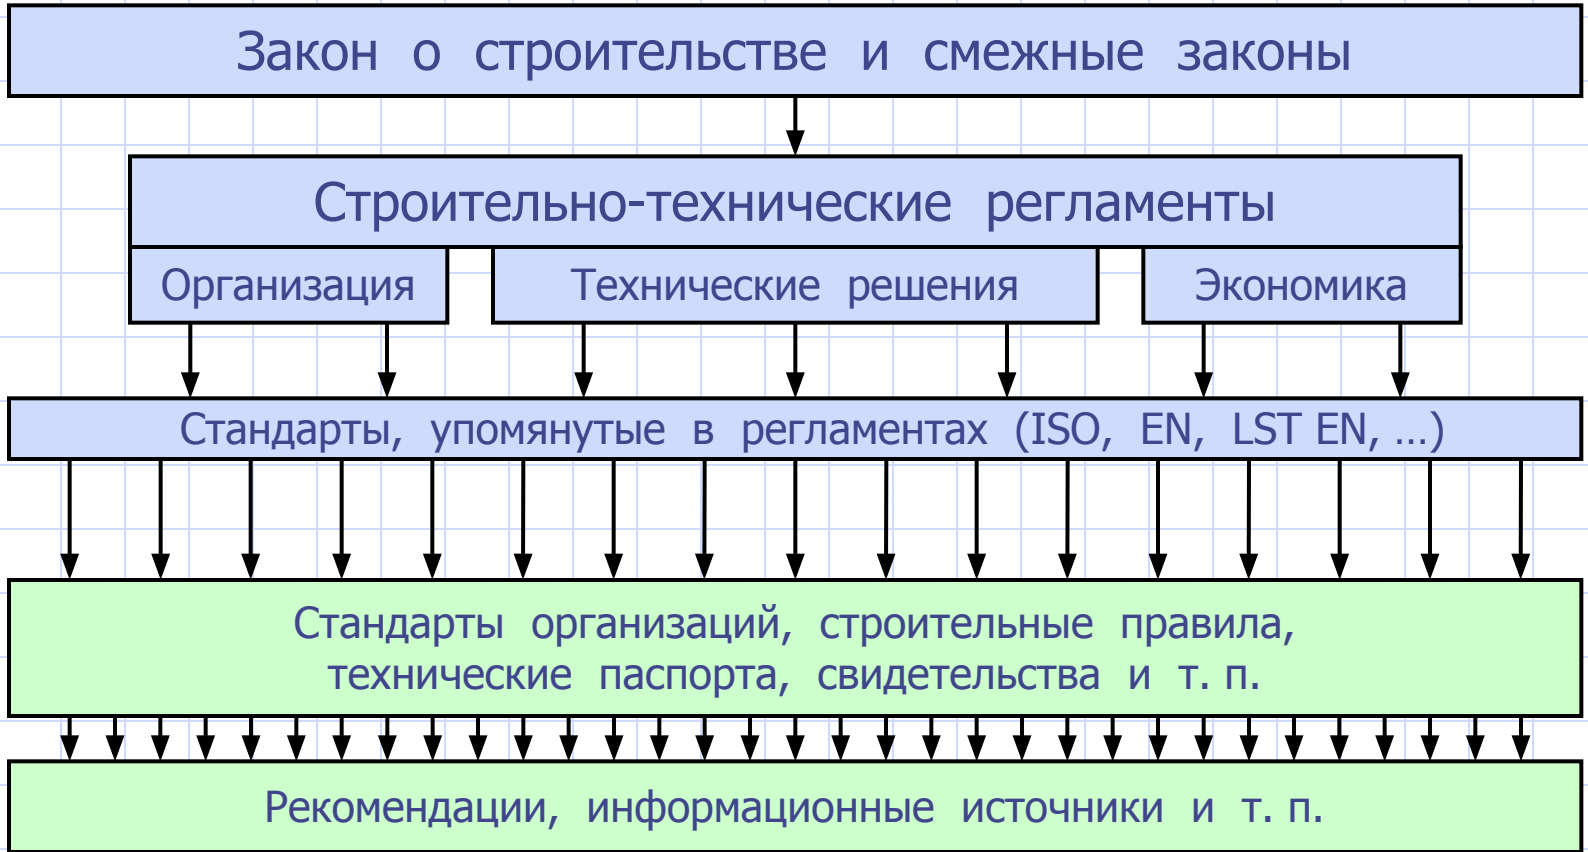 Закон о строительстве и смежные законы
Строительно-технические регламенты
Организация
Технические решения
Экономика
Стандарты, упомянутые в регламентах (ISO, EN, LST EN, ...)
Стандарты организаций, строительные правила,
технические паспорта, свидетельства и т. п.
Рекомендации, информационные источники и т. п.